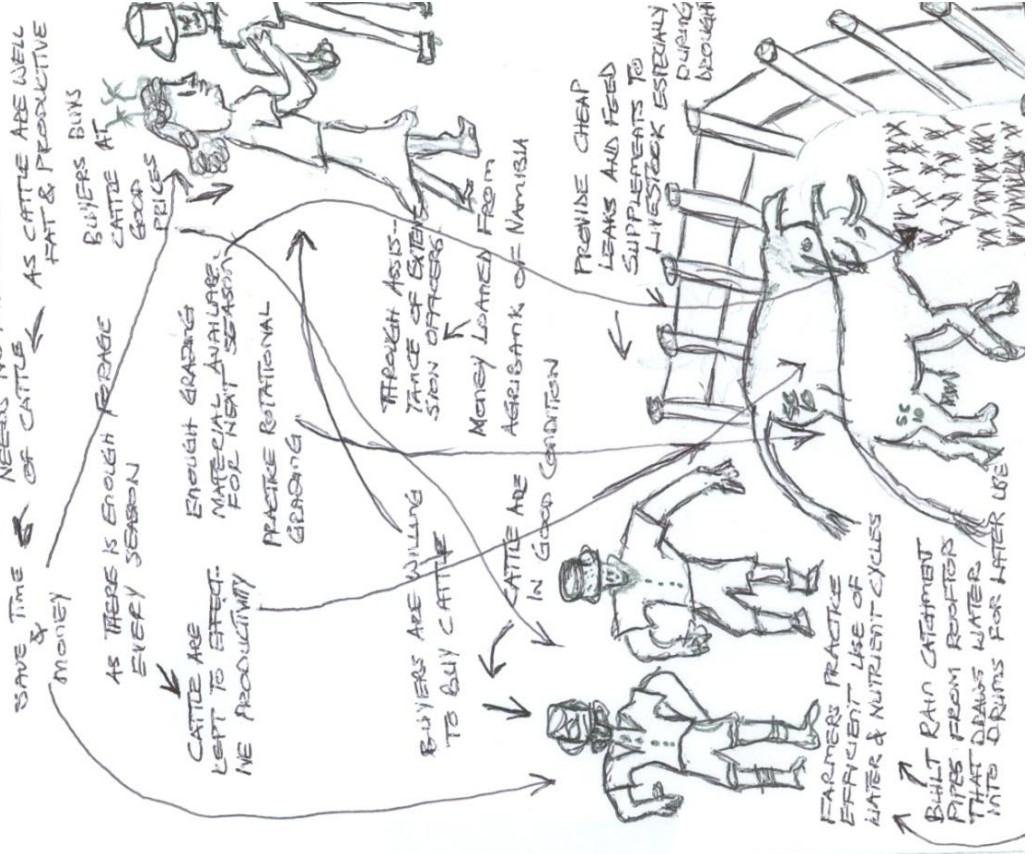 SAVE TIME
&
MONEY
OF CATTLE
AS CATTLE ARE WELL
FAT & PRODUCTIVE
BUYERS BUYS
CATTLE AT
GOOD
PRICES
AS THERE IS ENOUGH FORAGE
EVERY SEASON
CATTLE ARE
LEFT TO EFFECT-
IVE PRODUCTIVITY
ENOUGH GRADING
MATERIAL
FOR NEXT SEASON
PRACTICE ROTATIONAL
GRADING
THROUGH ASSIS-
TANCE OF EXTEN-
SION OFFICERS
MONEY LOANED FROM
AGRIBANK OF NAMIBIA
BUYERS ARE WILLING
TO BUY CATTLE
CATTLE ARE
IN GOOD CONDITION
PROVIDE CHEAP
LEAKS AND FEED
SUPPLEMENTS TO
LIVESTOCK ESPECIALLY
DURING
DROUGHT
FARMERS PRACTICE
EFFICIENT USE OF
WATER & NUTRIENT CYCLES
BUILT RAIN CATCHMENT
PIPES FROM ROOFTOPS
THAT DRAWS WATER
INTO DRUMS FOR LATER USE